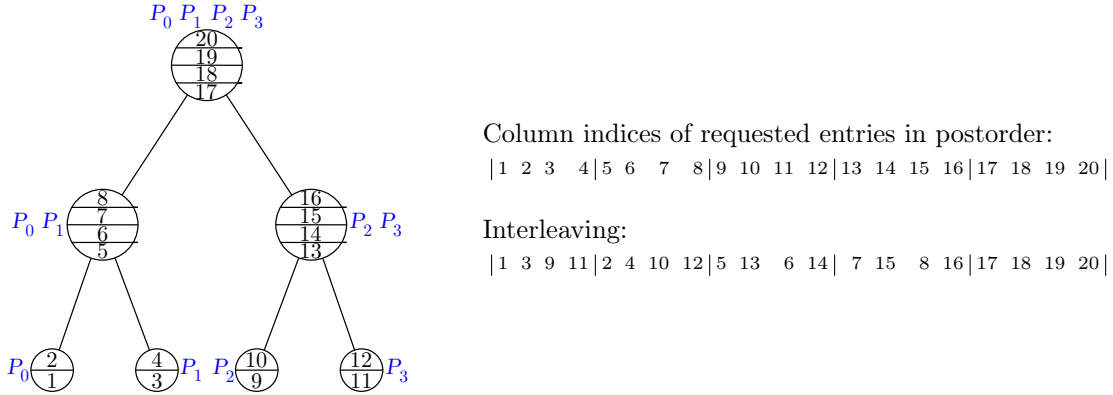 P0 P1 P2 P3
20
19
18
17
Column indices of requested entries in postorder:
|1 2 3 4|5 6 7 8|9 10 11 12|13 14 15 16|17 18 19 20|
P0 P1
8
7
6
5
16
15
14
13
P2 P3
Interleaving:
|1 3 9 11|2 4 10 12|5 13 6 14|7 15 8 16|17 18 19 20|
P0
2
1
4
3
P1
P2
10
9
12
11
P3